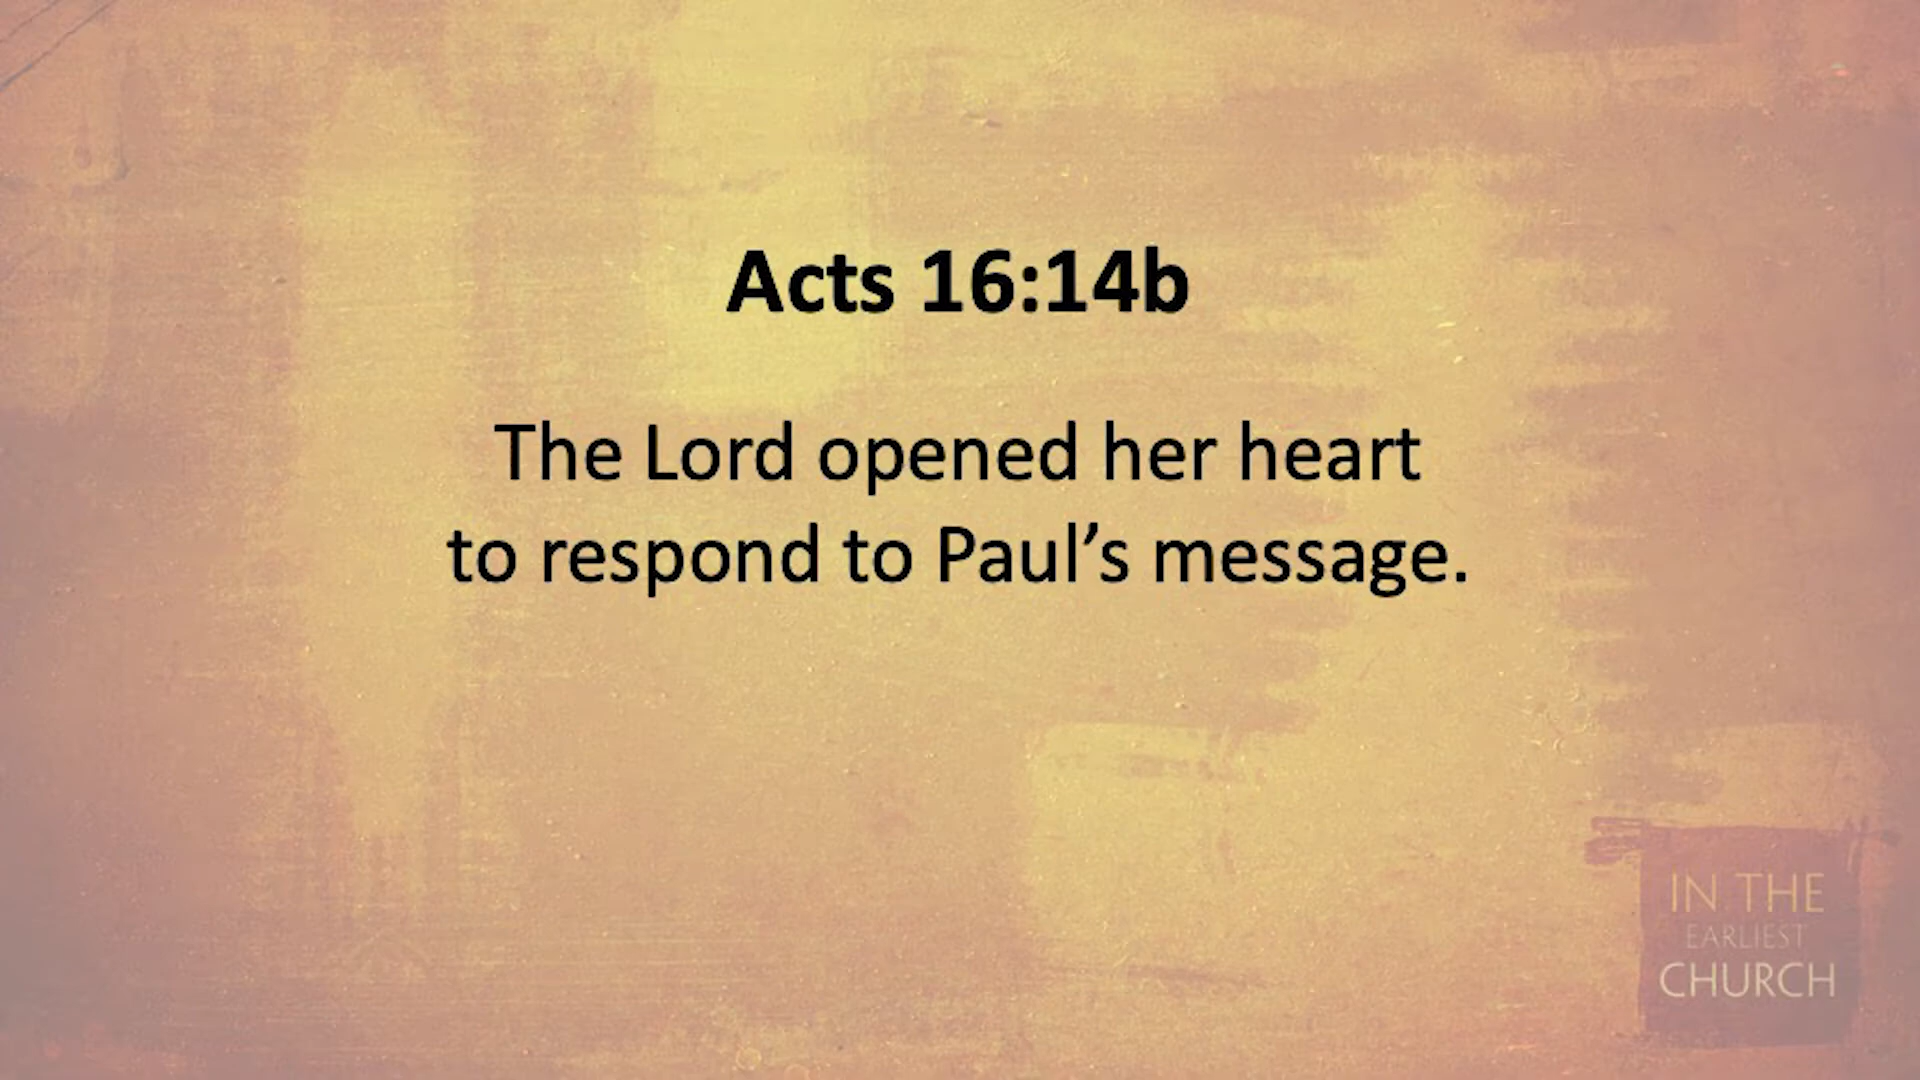 Acts 16:14b
The Lord opened her heart
to respond to Paul’s message.
IN THE
EARLIEST
CHURCH